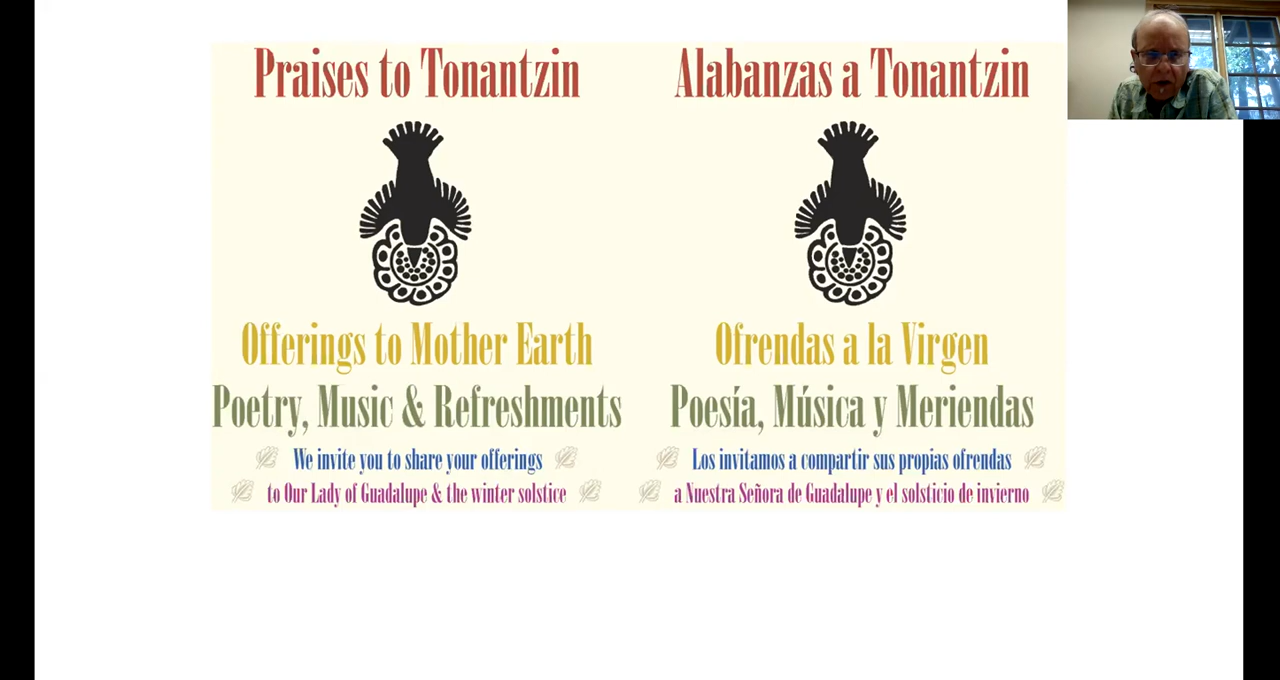 Praises to Tonantzin
Offerings to Mother Earth
Poetry, Music & Refreshments
We invite you to share your offerings
to Our Lady of Guadalupe & the winter solstice
Alabanzas a Tonantzin
Ofrendas a la Virgen
Poesía, Música y Meriendas
Los invitamos a compartir sus propias ofrendas
a Nuestra Señora de Guadalupe y el solsticio de invierno